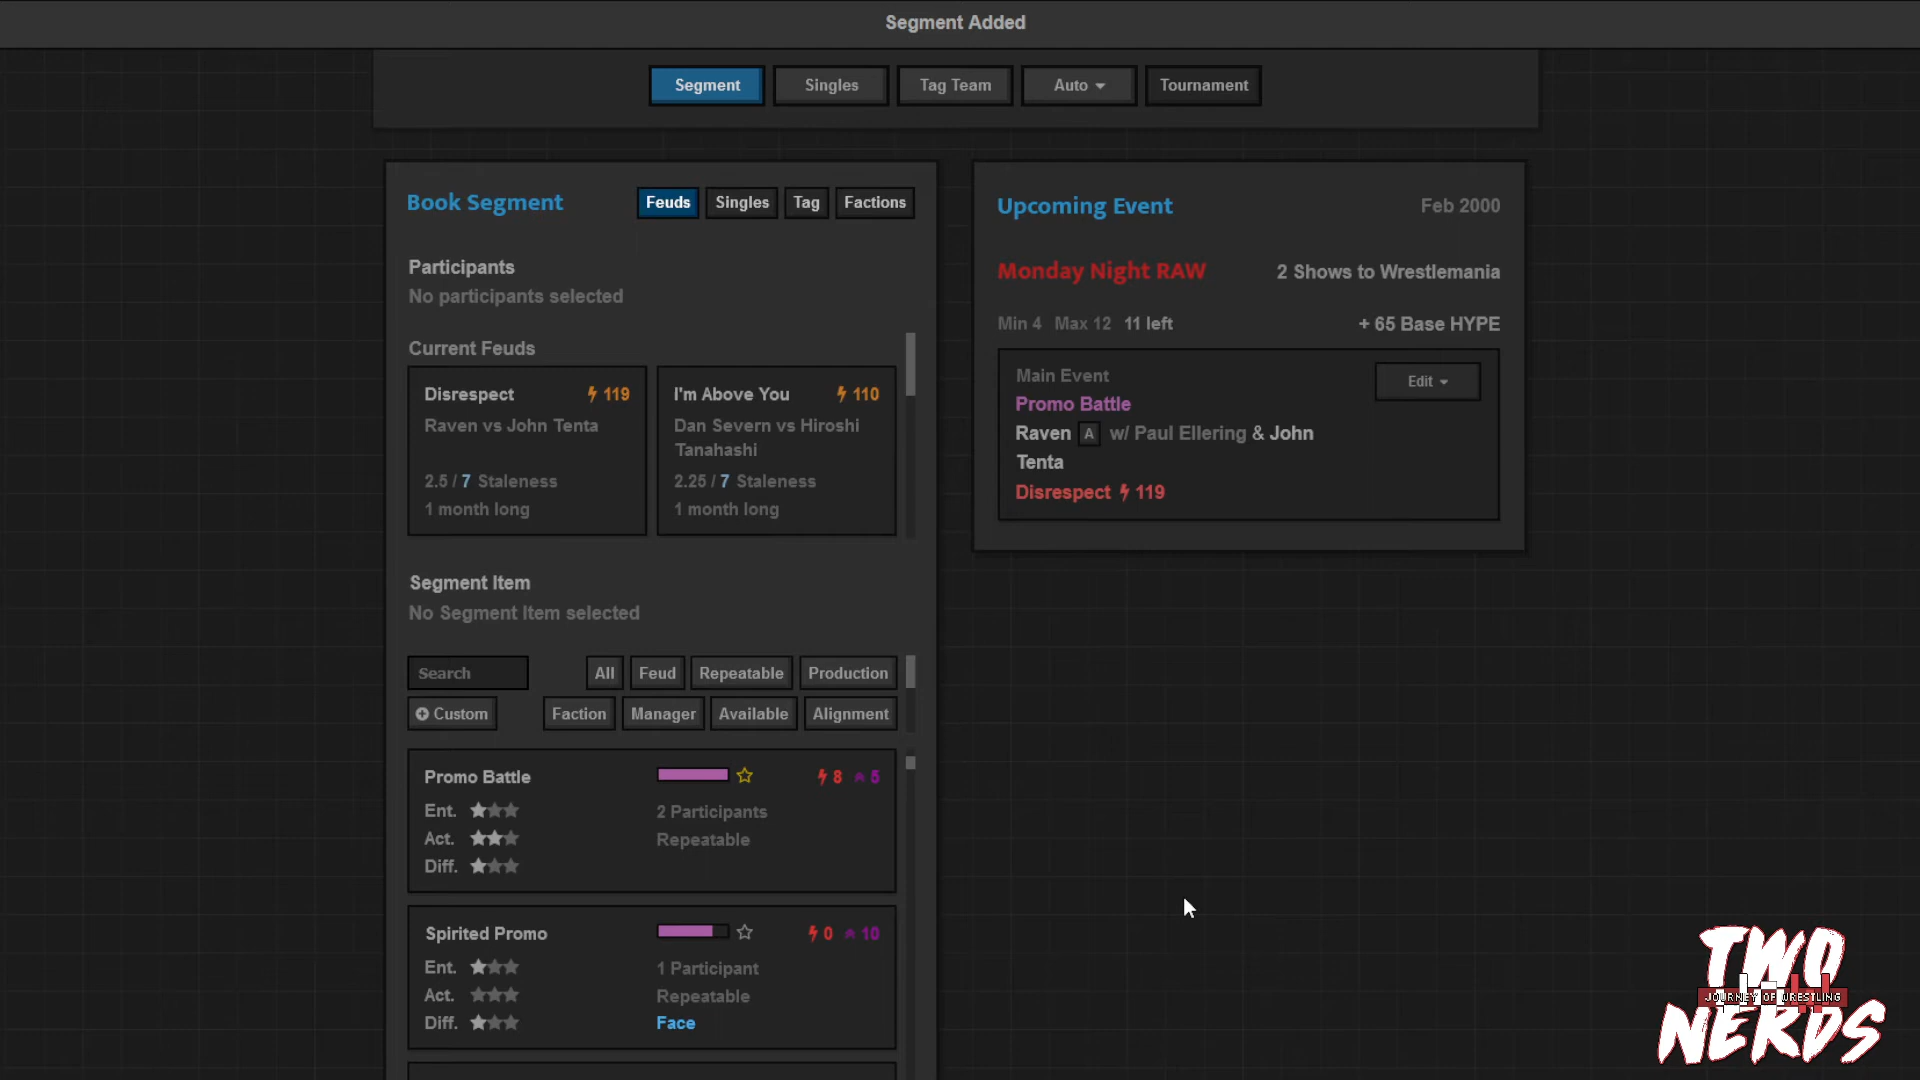 Segment Added
Segment Singles Tag Team Auto Tournament
Book Segment Feuds Singles Tag Factions
Participants
No participants selected
Current Feuds
Disrespect 119
Raven vs John Tenta
2.5 / 7 Staleness
1 month long
I'm Above You 110
Dan Severn vs Hiroshi
Tanahashi
2.25 / 7 Staleness
1 month long
Segment Item
No Segment Item selected
Search All Feud Repeatable Production
Custom Faction Manager Available Alignment
Promo Battle 8 5
Ent. 2 Participants
Act. Repeatable
Diff.
Spirited Promo 0 10
Ent. 1 Participant
Act. Repeatable
Diff. Face
Upcoming Event Feb 2000
Monday Night RAW 2 Shows to Wrestlemania
Min 4 Max 12 11 left + 65 Base HYPE
Main Event Edit
Promo Battle
Raven A w/ Paul Ellering & John
Tenta
Disrespect 119
TWO
JOURNEY OF WRESTLING
NERDS